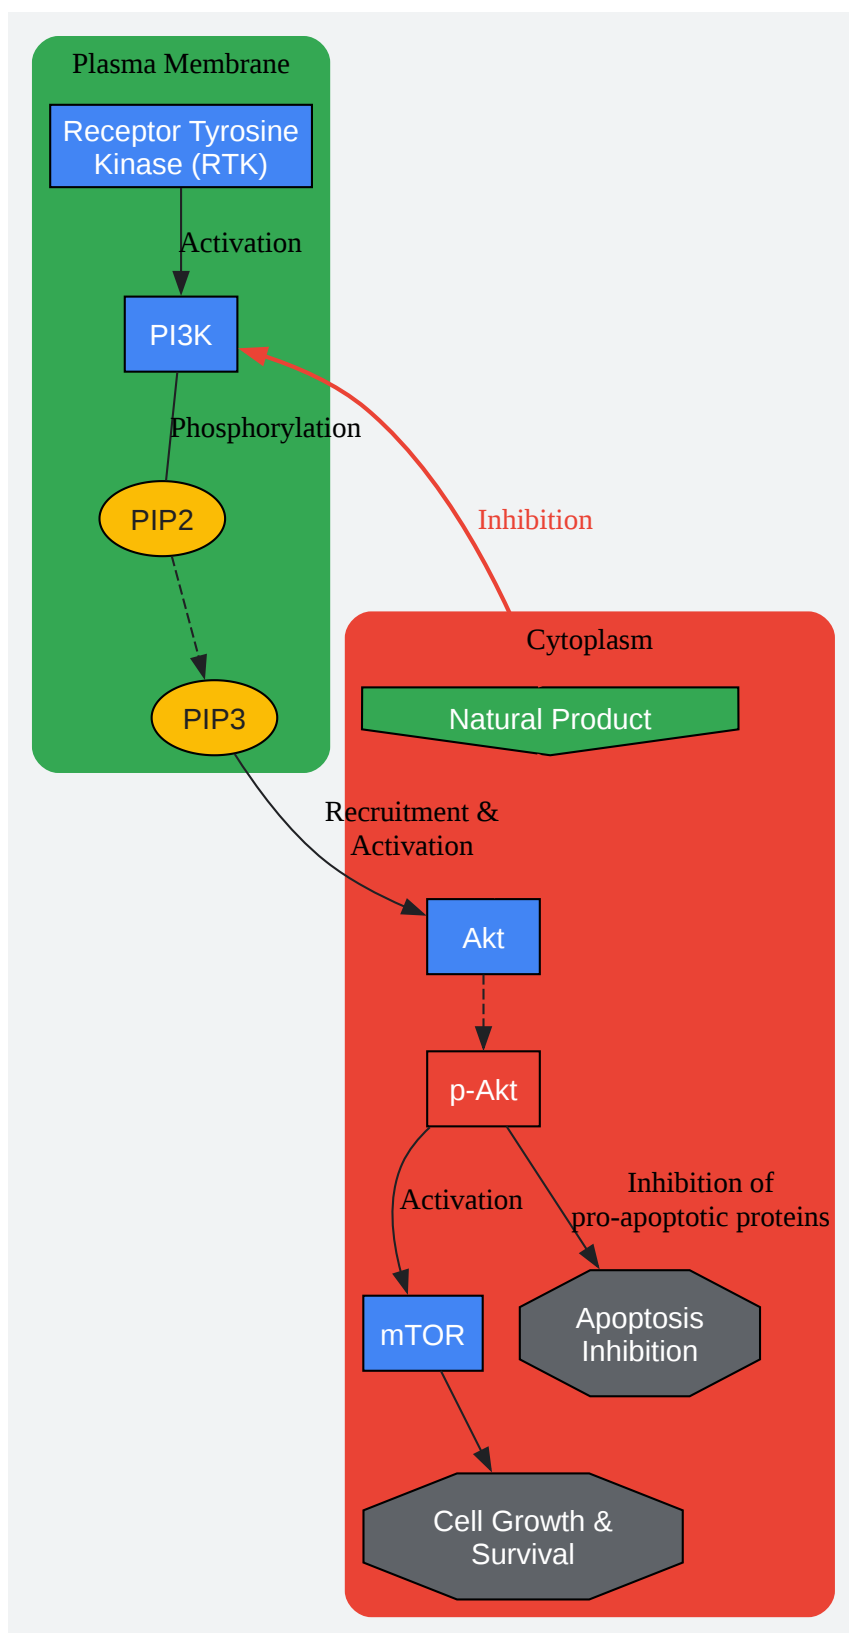 Plasma Membrane
Receptor Tyrosine
Kinase (RTK)
Activation
PI3K
Phosphorylation
PIP2
Inhibition
Cytoplasm
PIP3
Natural Product
Recruitment &
Activation
Akt
p-Akt
Activation
Inhibition of
pro-apoptotic proteins
mTOR
Apoptosis
Inhibition
Cell Growth &
Survival